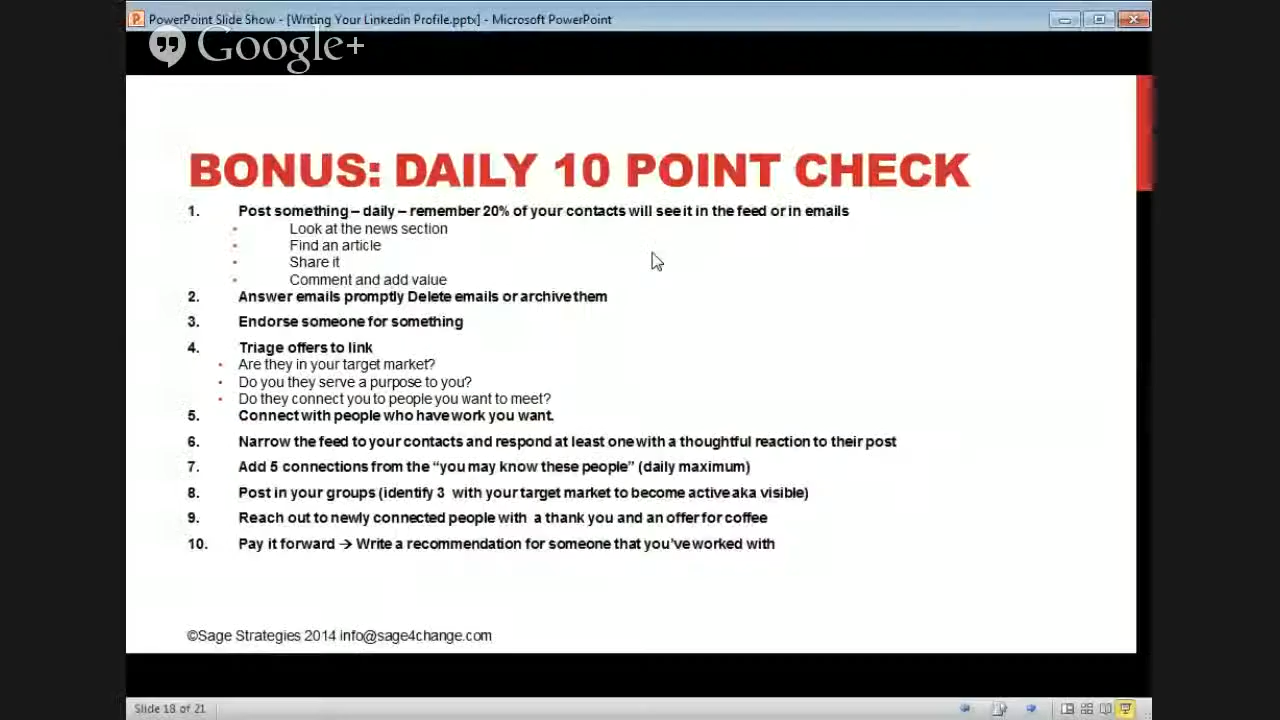 PowerPoint Slide Show - [Writing Your Linkedin Profile.pptx] - Microsoft PowerPoint
Google+
BONUS: DAILY 10 POINT CHECK
1. Post something – daily – remember 20% of your contacts will see it in the feed or in emails
• Look at the news section
• Find an article
• Share it
• Comment and add value
2. Answer emails promptly Delete emails or archive them
3. Endorse someone for something
4. Triage offers to link
• Are they in your target market?
• Do you they serve a purpose to you?
• Do they connect you to people you want to meet?
5. Connect with people who have work you want.
6. Narrow the feed to your contacts and respond at least one with a thoughtful reaction to their post
7. Add 5 connections from the “you may know these people” (daily maximum)
8. Post in your groups (identify 3 with your target market to become active aka visible)
9. Reach out to newly connected people with a thank you and an offer for coffee
10. Pay it forward → Write a recommendation for someone that you’ve worked with
©Sage Strategies 2014 info@sage4change.com
Slide 18 of 21